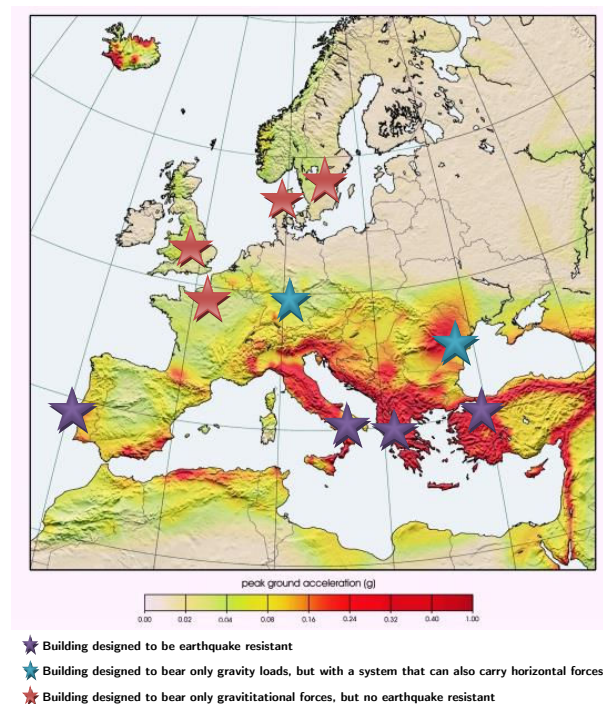 peak ground acceleration (g)
0.00 0.02 0.04 0.08 0.16 0.24 0.32 0.40 1.00
Building designed to be earthquake resistant
Building designed to bear only gravity loads, but with a system that can also carry horizontal forces
Building designed to bear only gravititational forces, but no earthquake resistant